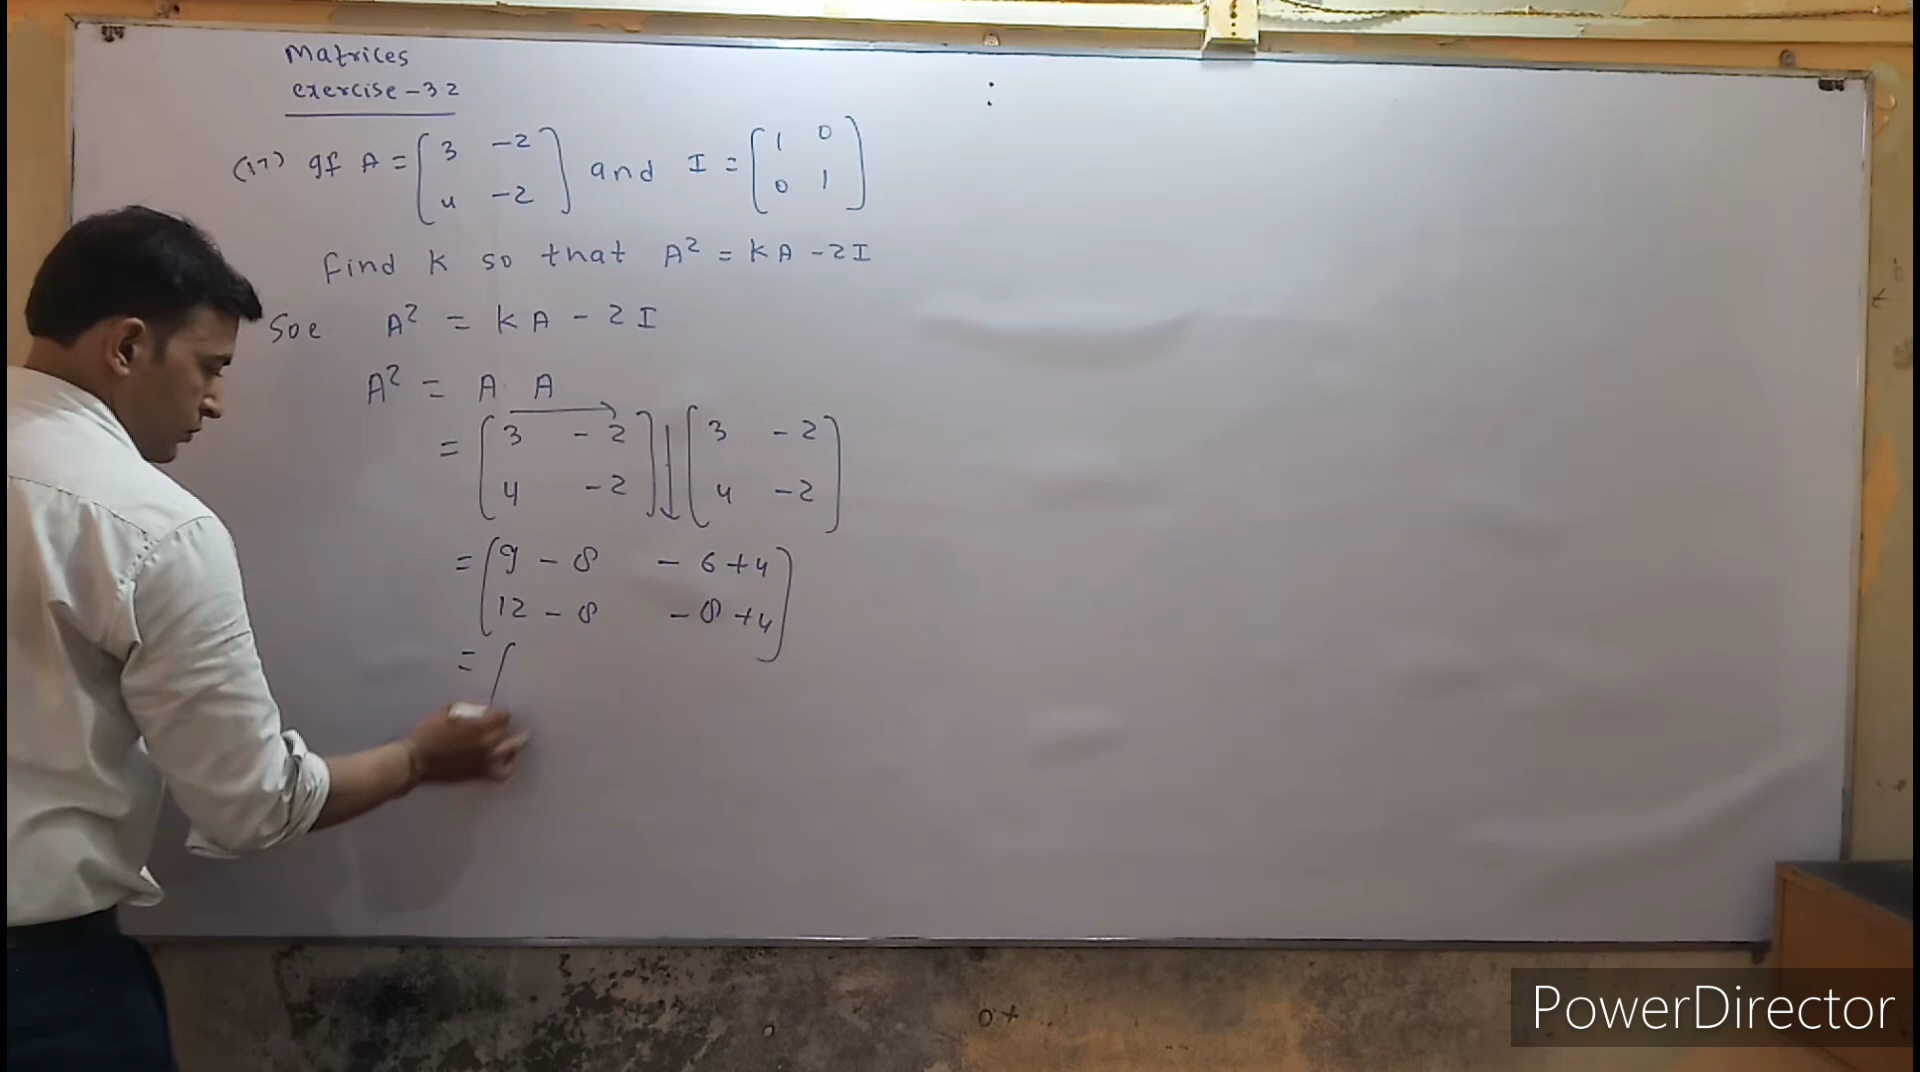 शुभ
शुभ
Matrices
exercise-3.2
(17) If A = [3 -2
4 -2] and I = [1 0
0 1]
Find k so that A² = kA - 2I
Sol A² = kA - 2I
A² = A · A
= [3 -2
4 -2] [3 -2
4 -2]
= [9 - 8 - 6 + 4
12 - 8 - 8 + 4]
= [
PowerDirector